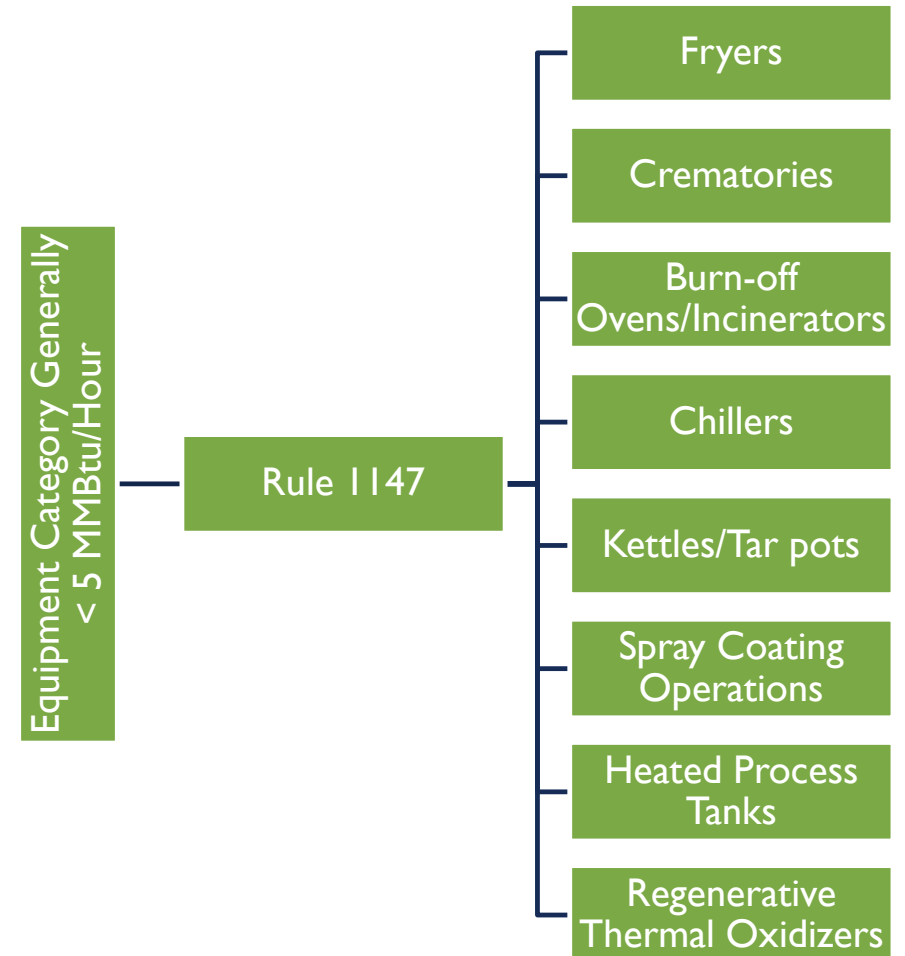 Equipment Category Generally
< 5 MMBtu/Hour
Rule 1147
Fryers
Crematories
Burn-off
Ovens/Incinerators
Chillers
Kettles/Tar pots
Spray Coating
Operations
Heated Process
Tanks
Regenerative
Thermal Oxidizers